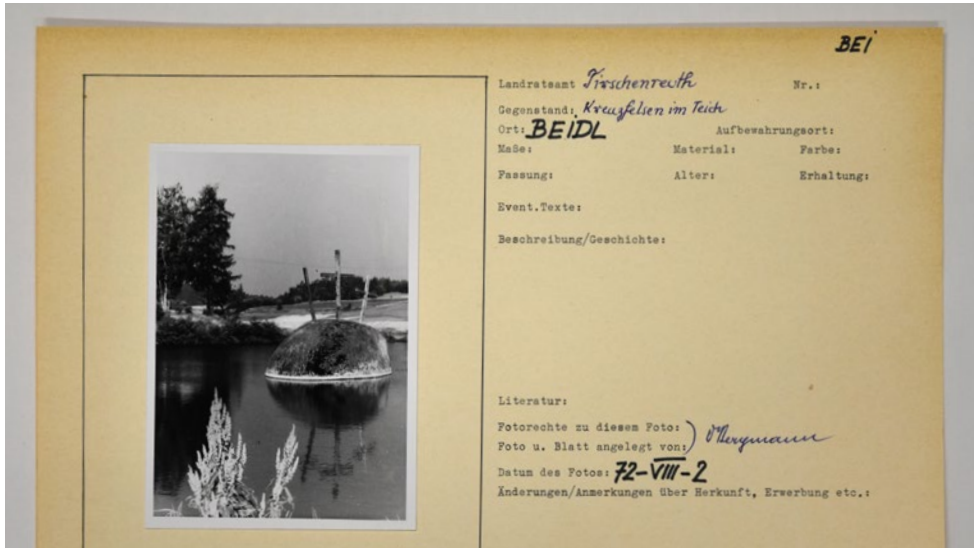 BEI
Landratsamt Tirschenreuth Nr.:
Gegenstand: Kreuzfelsen im Teich
Ort: BEIDL Aufbewahrungsort:
Maße: Material: Farbe:
Fassung: Alter: Erhaltung:
Event.Texte:
Beschreibung/Geschichte:
Literatur:
Fotorechte zu diesem Foto:
Foto u. Blatt angelegt von:) Bergmann
Datum des Fotos: 72-VIII-2
Änderungen/Anmerkungen über Herkunft, Erwerbung etc.: